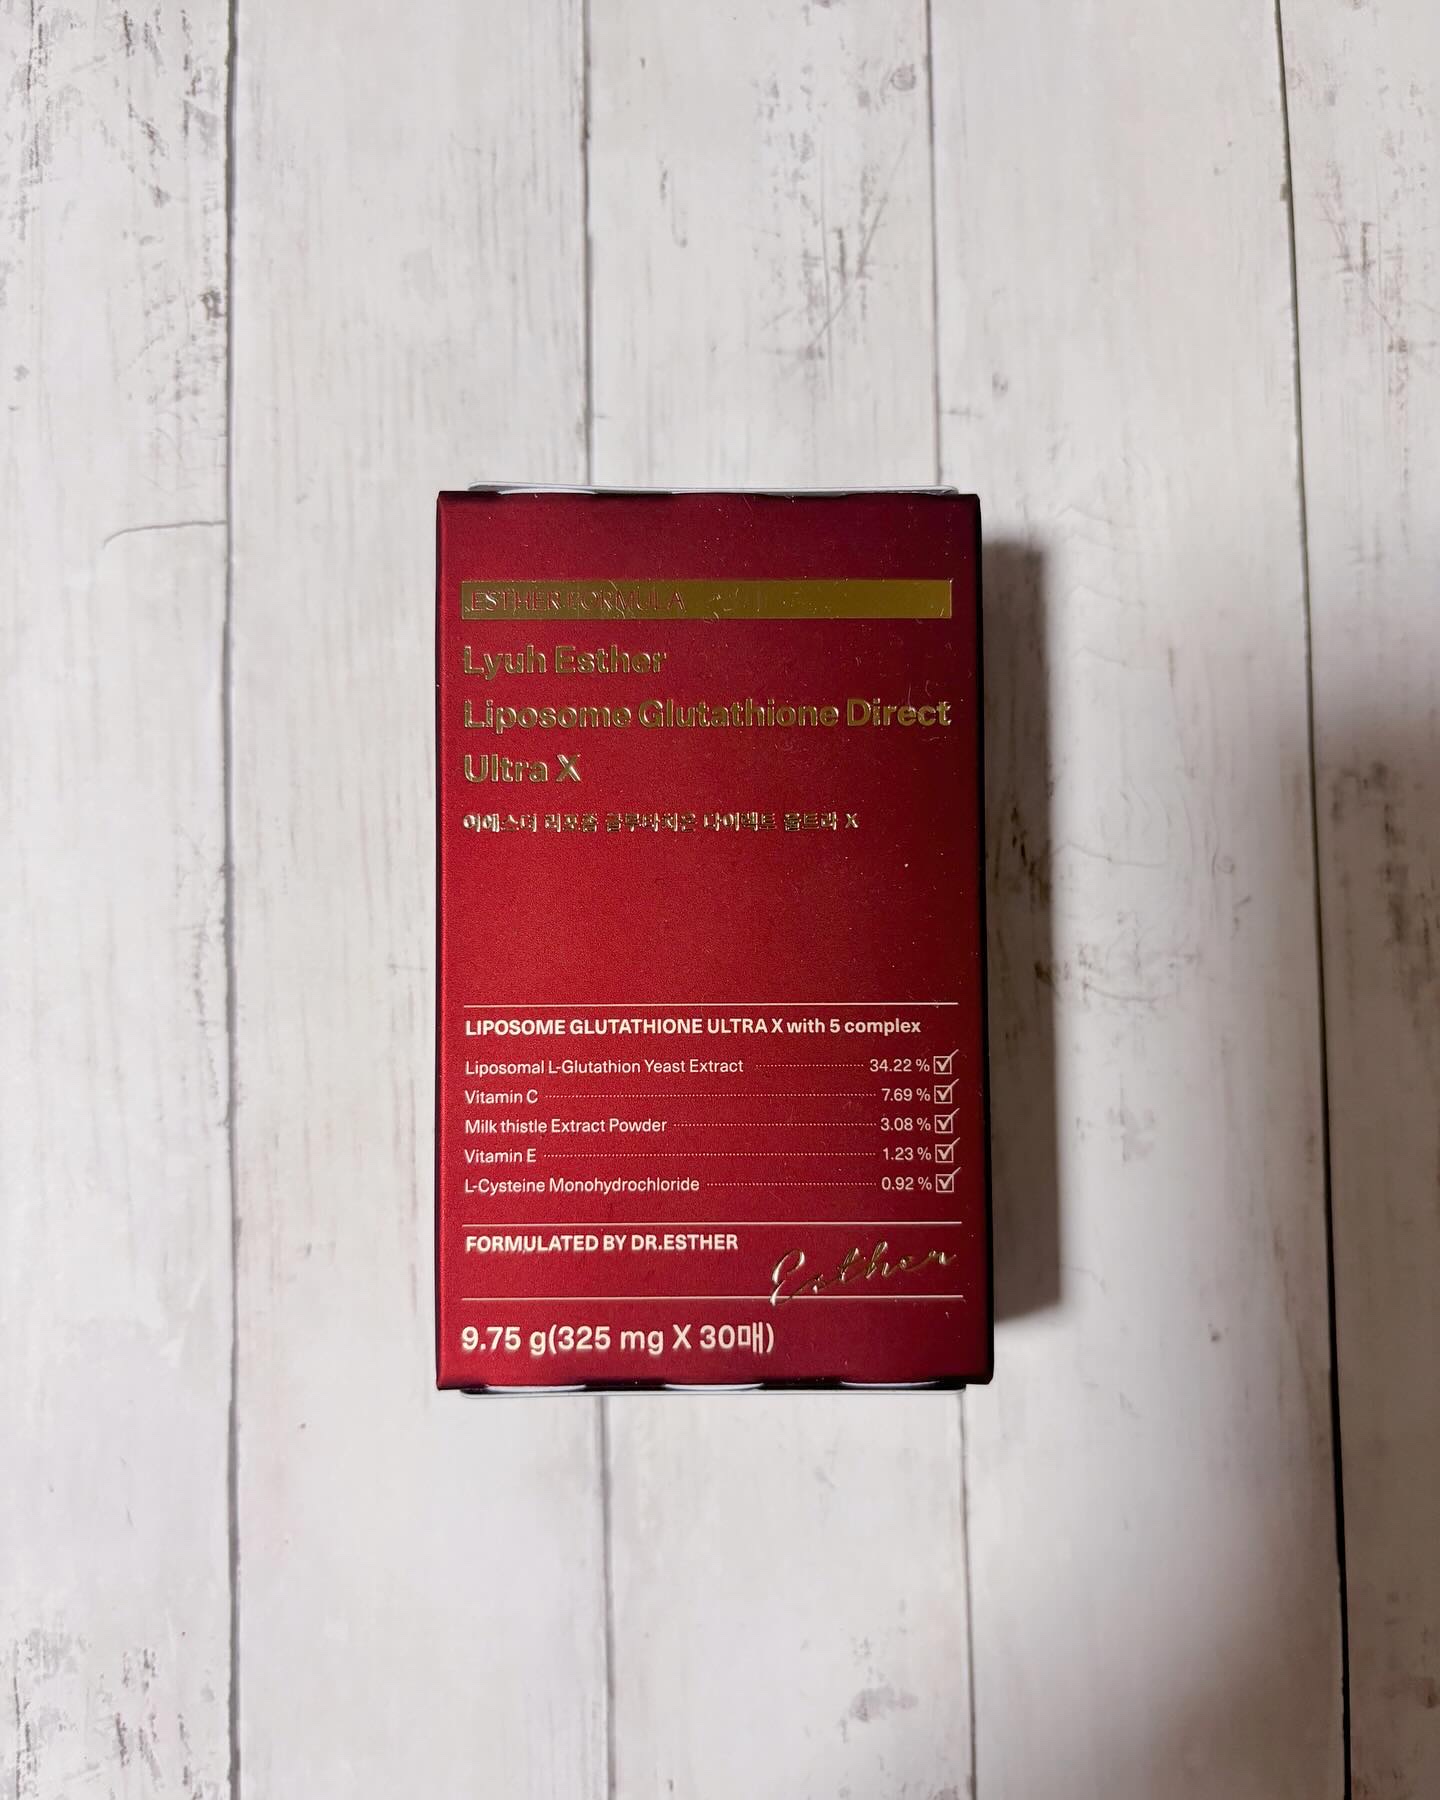 ESTHER FORMULA
Lyuh Esther
Liposome Glutathione Direct
Ultra X
여에스더 리포좀 글루타치온 다이렉트 울트라 X
LIPOSOME GLUTATHIONE ULTRA X with 5 complex
Liposomal L-Glutathion Yeast Extract 34.22 %
Vitamin C 7.69 %
Milk thistle Extract Powder 3.08 %
Vitamin E 1.23 %
L-Cysteine Monohydrochloride 0.92 %
FORMULATED BY DR.ESTHER
Esther
9.75 g(325 mg X 30매)